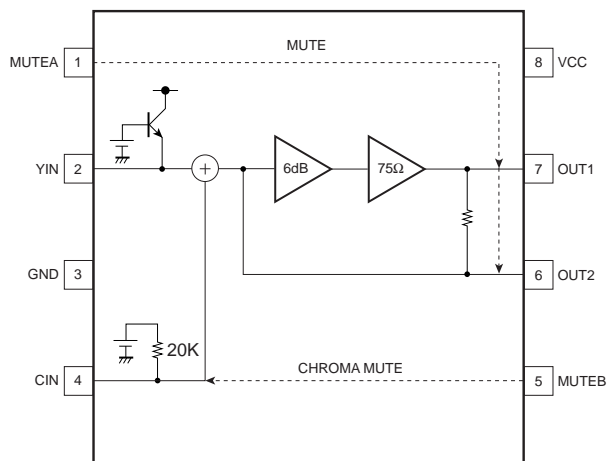 MUTE
MUTEA 1
8 VCC
YIN 2
+
6dB
75Ω
7 OUT1
GND 3
6 OUT2
20K
CIN 4
CHROMA MUTE
5 MUTEB